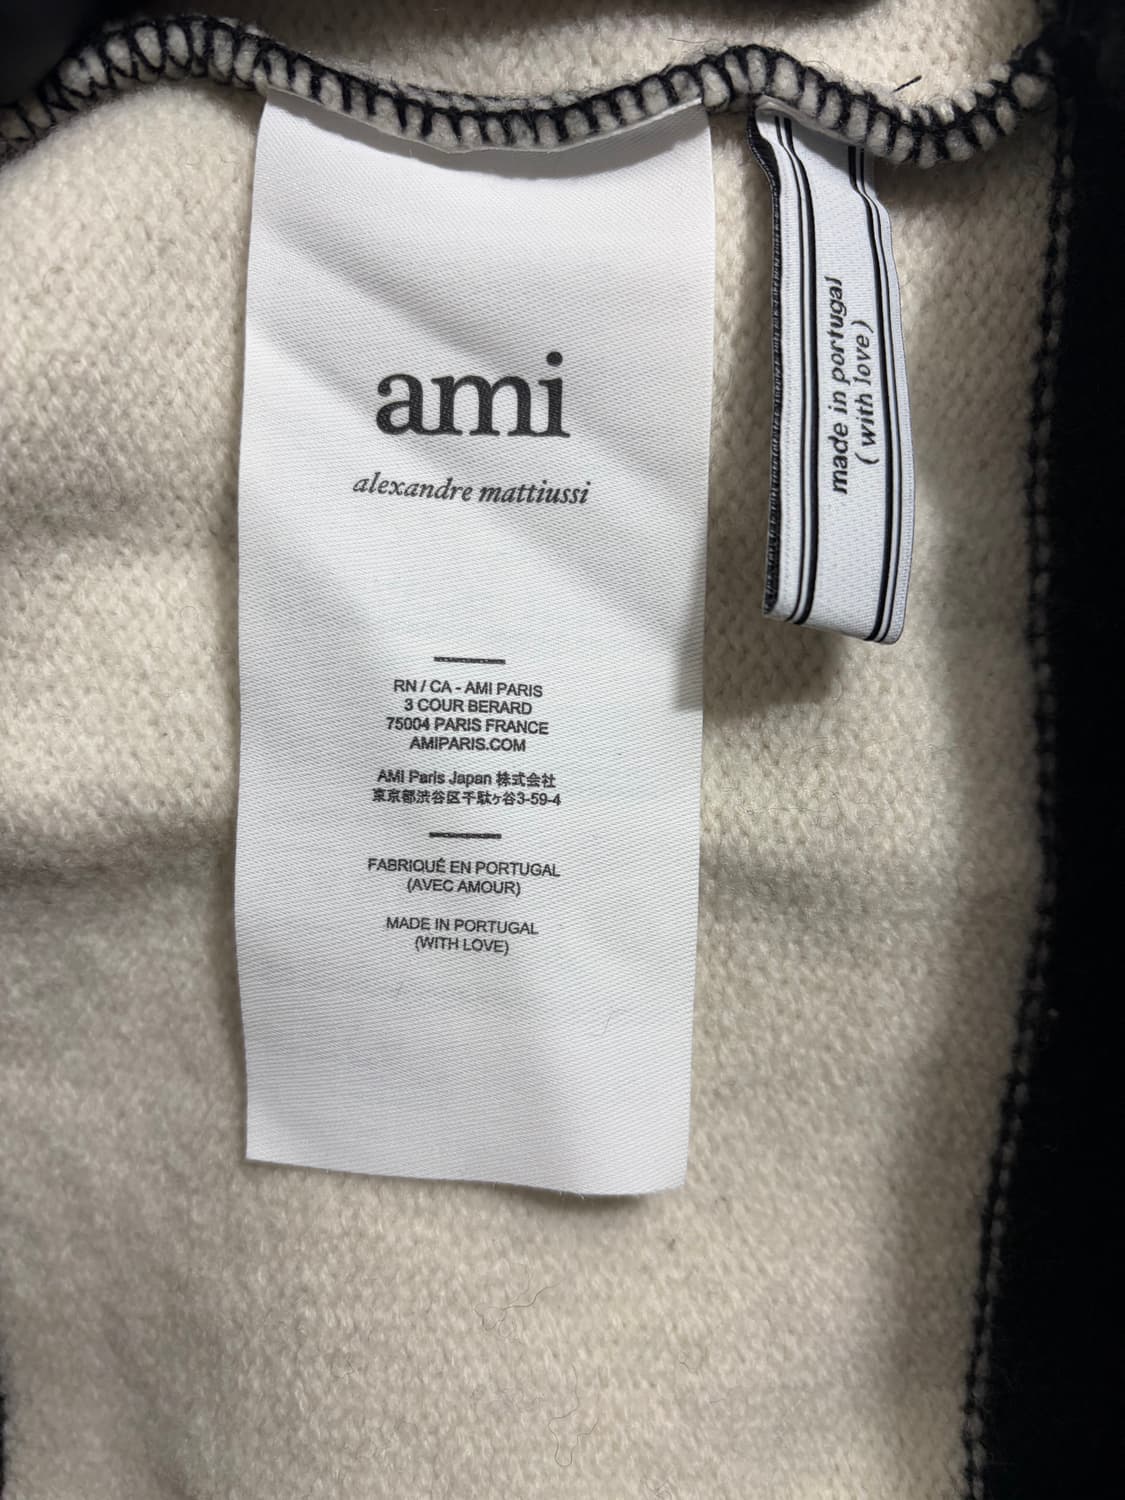 ami
alexandre mattiussi
RN / CA - AMI PARIS
3 COUR BERARD
75004 PARIS FRANCE
AMIPARIS.COM
AMI Paris Japan 株式会社
東京都渋谷区千駄ヶ谷3-59-4
FABRIQUÉ EN PORTUGAL
(AVEC AMOUR)
MADE IN PORTUGAL
(WITH LOVE)
made in portugal
( with love)